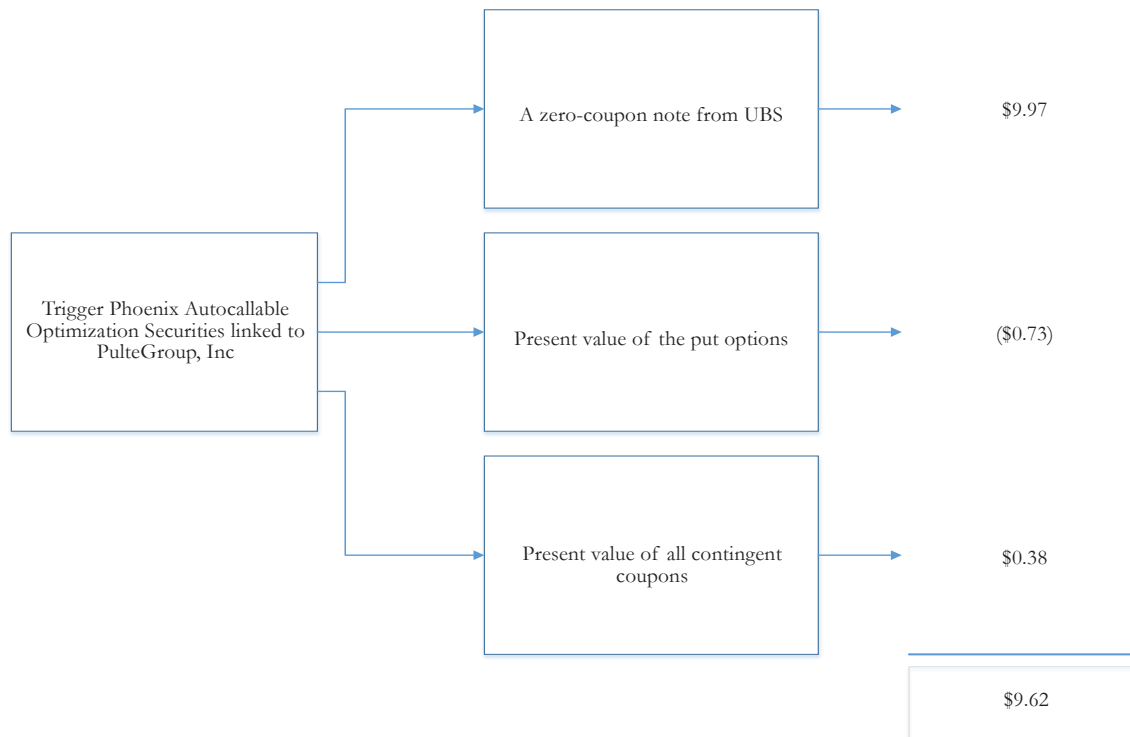 A zero-coupon note from UBS
$9.97
Trigger Phoenix Autocallable
Optimization Securities linked to
PulteGroup, Inc
Present value of the put options
($0.73)
Present value of all contingent
coupons
$0.38
$9.62